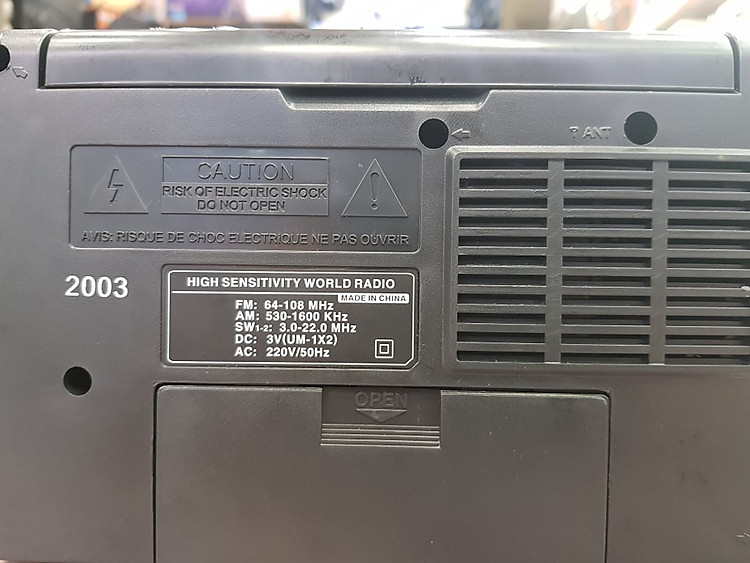 ANT
CAUTION
RISK OF ELECTRIC SHOCK
DO NOT OPEN
AVIS: RISQUE DE CHOC ELECTRIQUE NE PAS OUVRIR
2003
HIGH SENSITIVITY WORLD RADIO
MADE IN CHINA
FM: 64-108 MHz
AM: 530-1600 KHz
SW1-2: 3.0-22.0 MHz
DC: 3V(UM-1X2)
AC: 220V/50Hz
OPEN